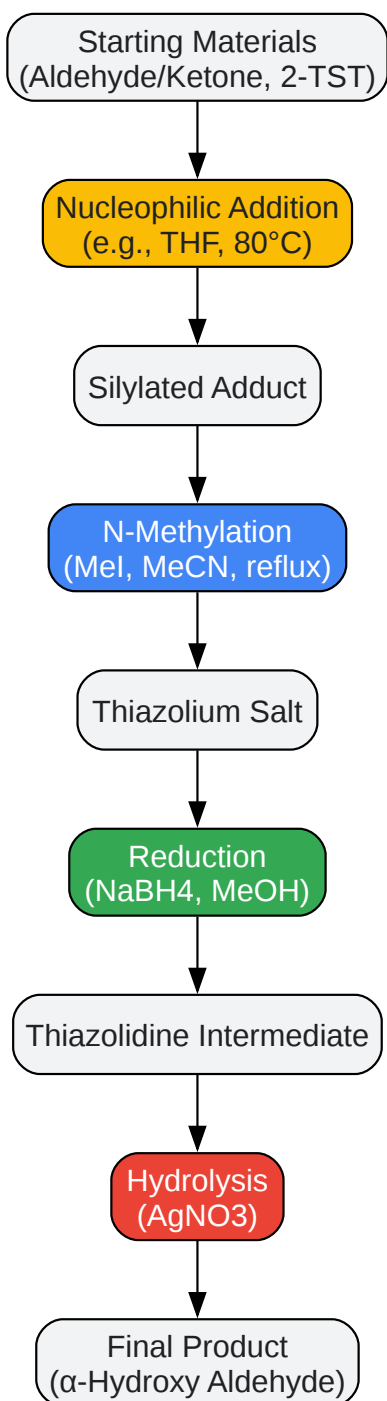 Starting Materials
(Aldehyde/Ketone, 2-TST)
Nucleophilic Addition
(e.g., THF, 80°C)
Silylated Adduct
N-Methylation
(MeI, MeCN, reflux)
Thiazolium Salt
Reduction
(NaBH4, MeOH)
Thiazolidine Intermediate
Hydrolysis
(AgNO3)
Final Product
(α-Hydroxy Aldehyde)